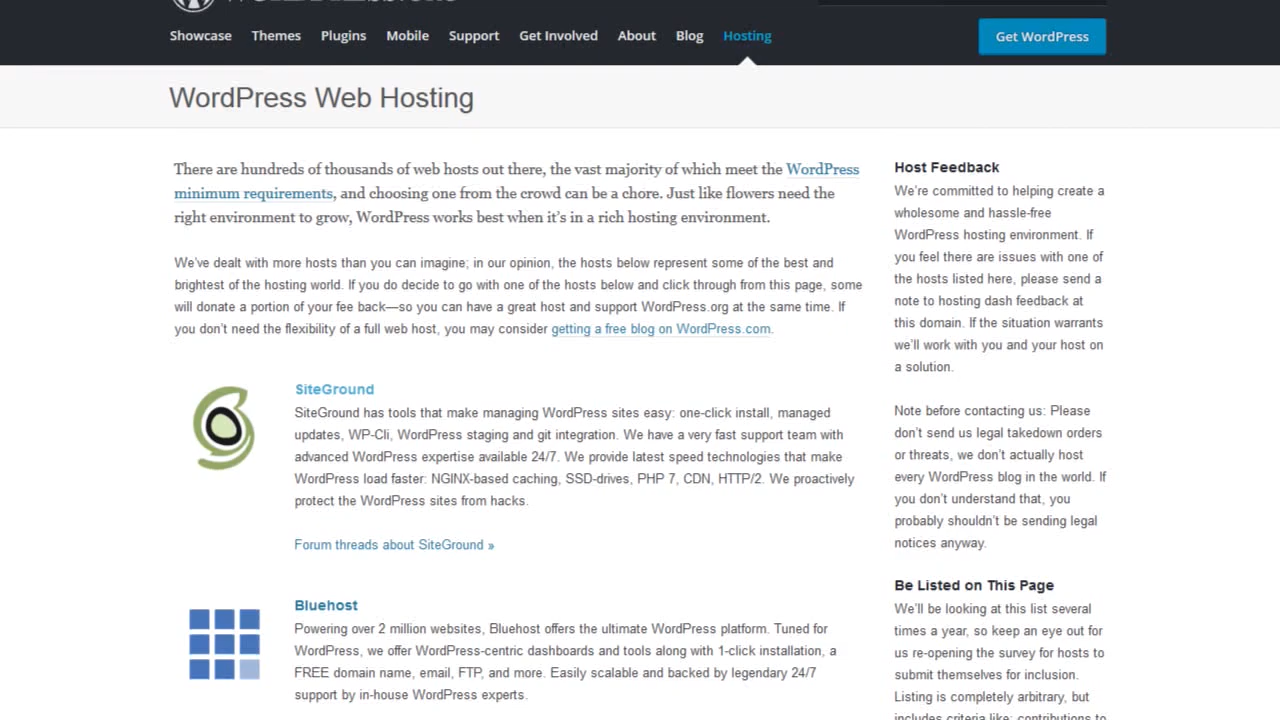 Showcase Themes Plugins Mobile Support Get Involved About Blog Hosting Get WordPress
WordPress Web Hosting
There are hundreds of thousands of web hosts out there, the vast majority of which meet the WordPress
minimum requirements, and choosing one from the crowd can be a chore. Just like flowers need the
right environment to grow, WordPress works best when it’s in a rich hosting environment.
We’ve dealt with more hosts than you can imagine; in our opinion, the hosts below represent some of the best and
brightest of the hosting world. If you do decide to go with one of the hosts below and click through from this page, some
will donate a portion of your fee back—so you can have a great host and support WordPress.org at the same time. If
you don’t need the flexibility of a full web host, you may consider getting a free blog on WordPress.com.
SiteGround
SiteGround has tools that make managing WordPress sites easy: one-click install, managed
updates, WP-Cli, WordPress staging and git integration. We have a very fast support team with
advanced WordPress expertise available 24/7. We provide latest speed technologies that make
WordPress load faster: NGINX-based caching, SSD-drives, PHP 7, CDN, HTTP/2. We proactively
protect the WordPress sites from hacks.
Forum threads about SiteGround »
Bluehost
Powering over 2 million websites, Bluehost offers the ultimate WordPress platform. Tuned for
WordPress, we offer WordPress-centric dashboards and tools along with 1-click installation, a
FREE domain name, email, FTP, and more. Easily scalable and backed by legendary 24/7
support by in-house WordPress experts.
Host Feedback
We’re committed to helping create a
wholesome and hassle-free
WordPress hosting environment. If
you feel there are issues with one of
the hosts listed here, please send a
note to hosting dash feedback at
this domain. If the situation warrants
we’ll work with you and your host on
a solution.
Note before contacting us: Please
don’t send us legal takedown orders
or threats, we don’t actually host
every WordPress blog in the world. If
you don’t understand that, you
probably shouldn’t be sending legal
notices anyway.
Be Listed on This Page
We’ll be looking at this list several
times a year, so keep an eye out for
us re-opening the survey for hosts to
submit themselves for inclusion.
Listing is completely arbitrary, but
includes criteria like: contributions to